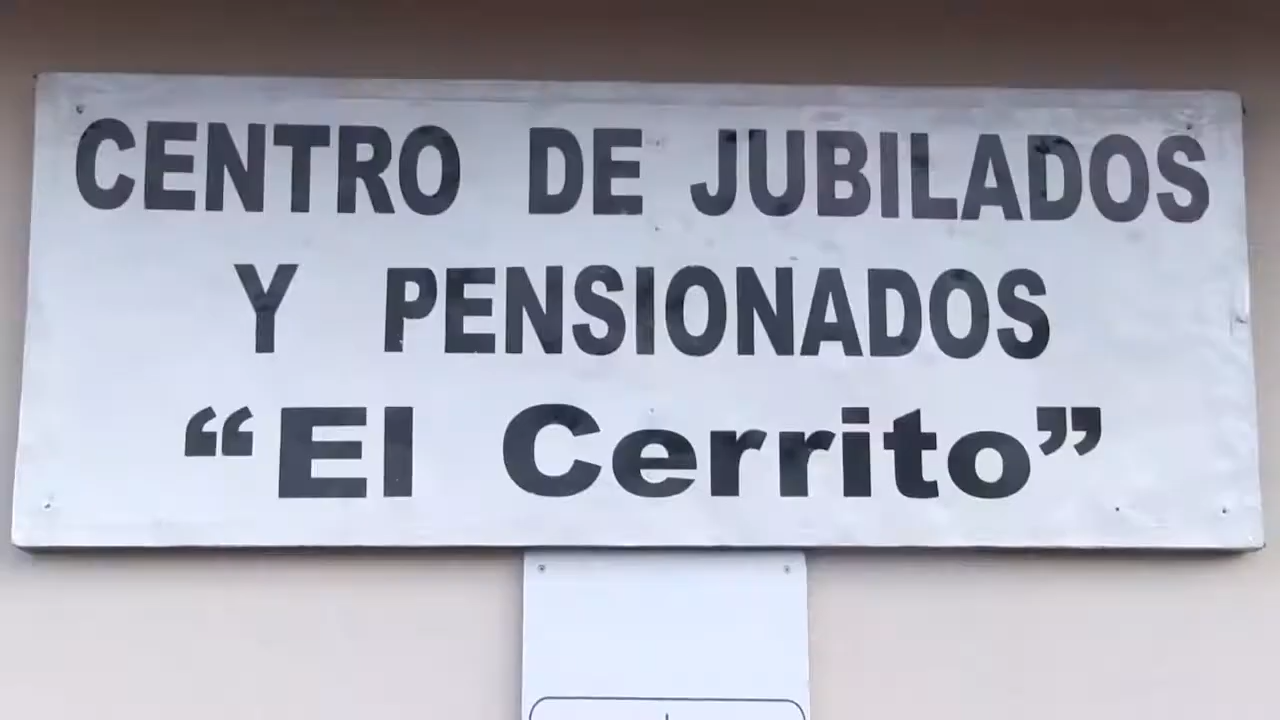 CENTRO DE JUBILADOS
Y PENSIONADOS
“El Cerrito”